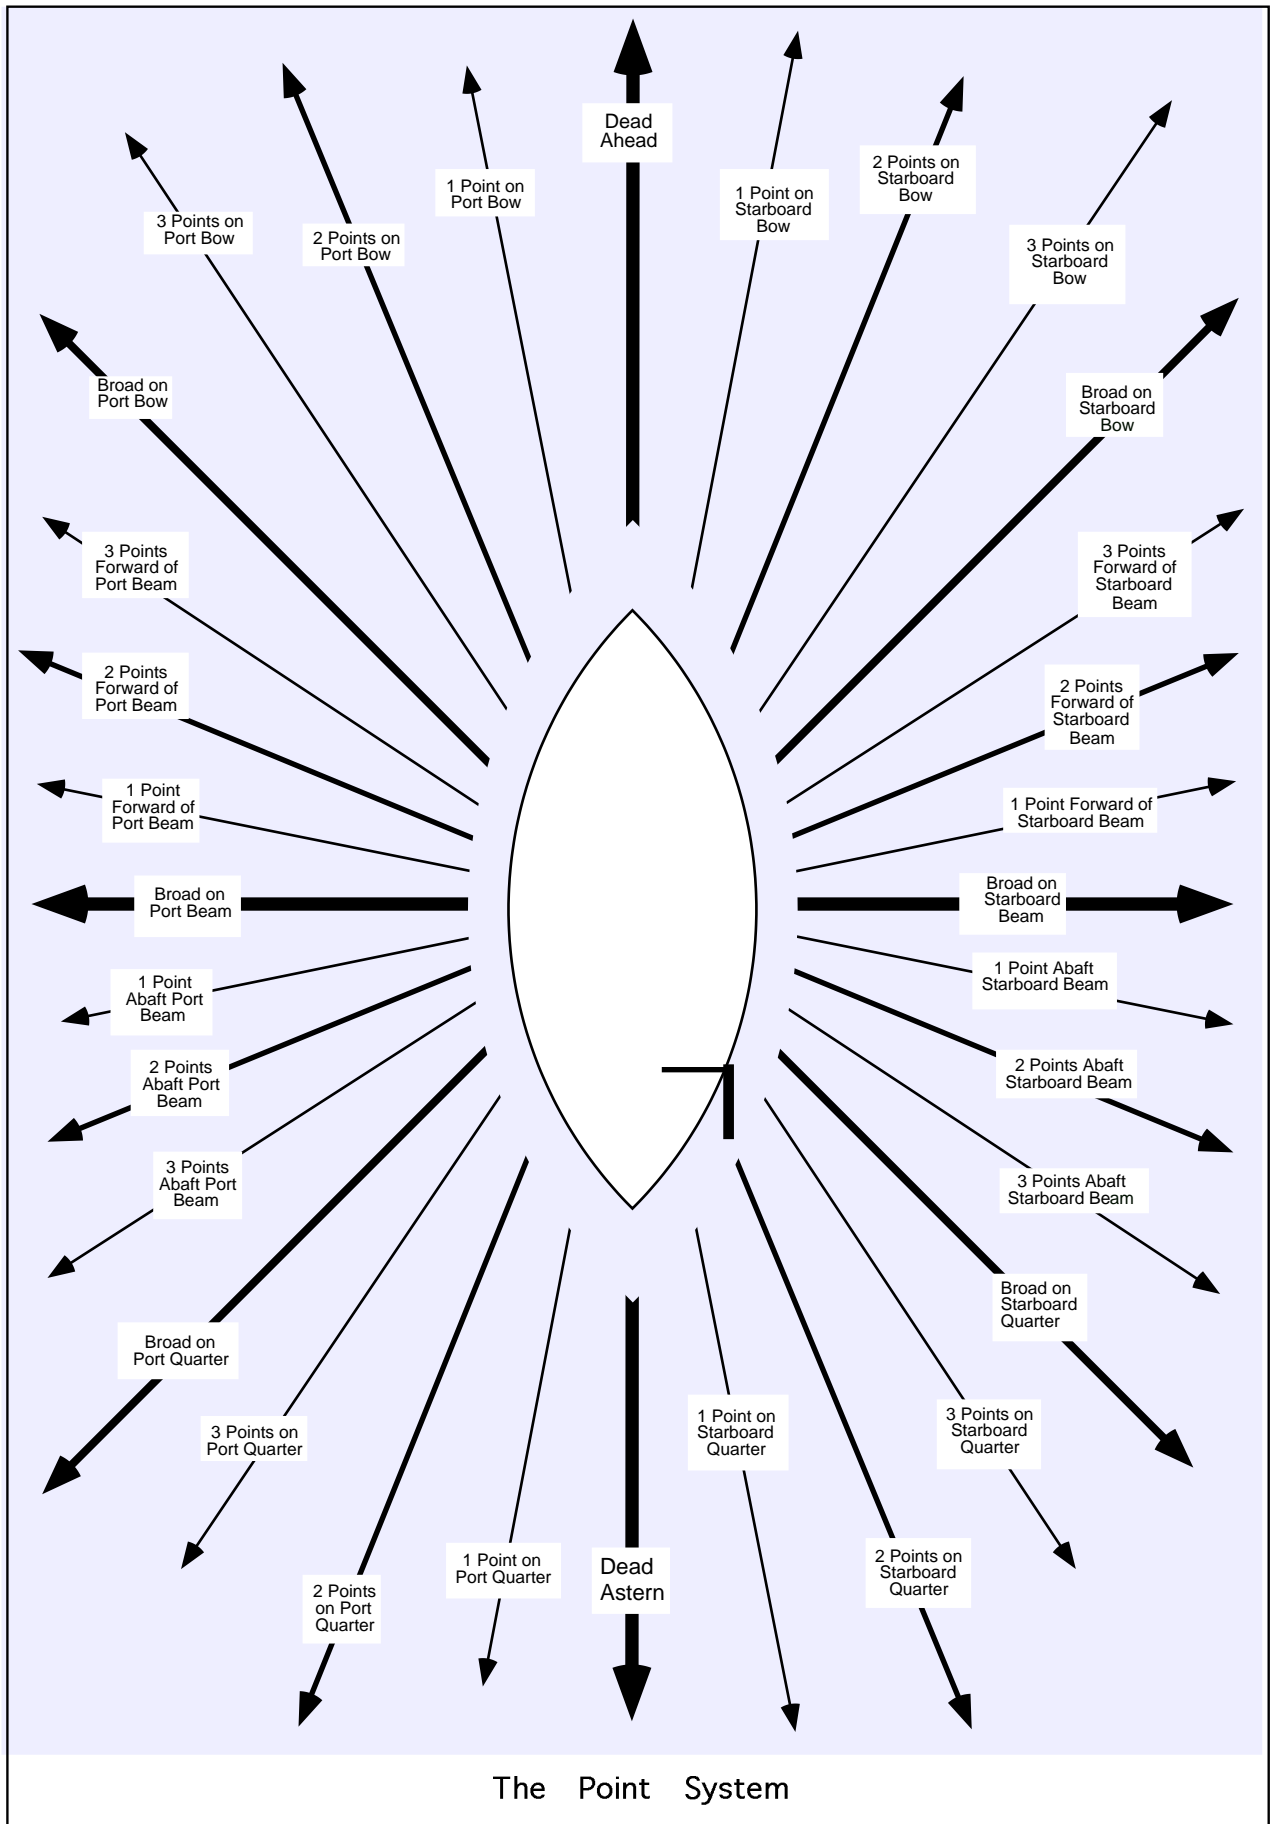 Dead
Ahead
1 Point on
Starboard
Bow
2 Points on
Starboard
Bow
3 Points on
Starboard
Bow
Broad on
Starboard
Bow
3 Points
Forward of
Starboard
Beam
2 Points
Forward of
Starboard
Beam
1 Point Forward of
Starboard Beam
Broad on
Starboard
Beam
1 Point Abaft
Starboard Beam
2 Points Abaft
Starboard Beam
3 Points Abaft
Starboard Beam
Broad on
Starboard
Quarter
3 Points on
Starboard
Quarter
2 Points on
Starboard
Quarter
1 Point on
Starboard
Quarter
Dead
Astern
1 Point on
Port Quarter
2 Points
on Port
Quarter
3 Points on
Port Quarter
Broad on
Port Quarter
3 Points
Abaft Port
Beam
2 Points
Abaft Port
Beam
1 Point
Abaft Port
Beam
Broad on
Port Beam
1 Point
Forward of
Port Beam
2 Points
Forward of
Port Beam
3 Points
Forward of
Port Beam
Broad on
Port Bow
3 Points on
Port Bow
2 Points on
Port Bow
1 Point on
Port Bow
The Point System